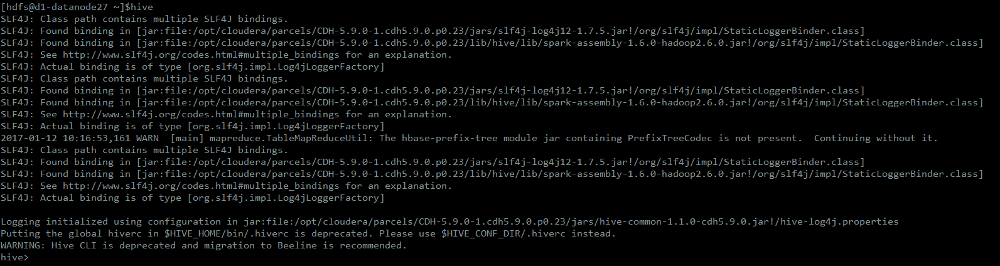 [hdfs@d1-datanode27 ~]$hive
SLF4J: Class path contains multiple SLF4J bindings.
SLF4J: Found binding in [jar:file:/opt/cloudera/parcels/CDH-5.9.0-1.cdh5.9.0.p0.23/jars/slf4j-log4j12-1.7.5.jar!/org/slf4j/impl/StaticLoggerBinder.class]
SLF4J: Found binding in [jar:file:/opt/cloudera/parcels/CDH-5.9.0-1.cdh5.9.0.p0.23/lib/hive/lib/spark-assembly-1.6.0-hadoop2.6.0.jar!/org/slf4j/impl/StaticLoggerBinder.class]
SLF4J: See http://www.slf4j.org/codes.html#multiple_bindings for an explanation.
SLF4J: Actual binding is of type [org.slf4j.impl.Log4jLoggerFactory]
SLF4J: Class path contains multiple SLF4J bindings.
SLF4J: Found binding in [jar:file:/opt/cloudera/parcels/CDH-5.9.0-1.cdh5.9.0.p0.23/jars/slf4j-log4j12-1.7.5.jar!/org/slf4j/impl/StaticLoggerBinder.class]
SLF4J: Found binding in [jar:file:/opt/cloudera/parcels/CDH-5.9.0-1.cdh5.9.0.p0.23/lib/hive/lib/spark-assembly-1.6.0-hadoop2.6.0.jar!/org/slf4j/impl/StaticLoggerBinder.class]
SLF4J: See http://www.slf4j.org/codes.html#multiple_bindings for an explanation.
SLF4J: Actual binding is of type [org.slf4j.impl.Log4jLoggerFactory]
2017-01-12 10:16:53,161 WARN  [main] mapreduce.TableMapReduceUtil: The hbase-prefix-tree module jar containing PrefixTreeCodec is not present.  Continuing without it.
SLF4J: Class path contains multiple SLF4J bindings.
SLF4J: Found binding in [jar:file:/opt/cloudera/parcels/CDH-5.9.0-1.cdh5.9.0.p0.23/jars/slf4j-log4j12-1.7.5.jar!/org/slf4j/impl/StaticLoggerBinder.class]
SLF4J: Found binding in [jar:file:/opt/cloudera/parcels/CDH-5.9.0-1.cdh5.9.0.p0.23/lib/hive/lib/spark-assembly-1.6.0-hadoop2.6.0.jar!/org/slf4j/impl/StaticLoggerBinder.class]
SLF4J: See http://www.slf4j.org/codes.html#multiple_bindings for an explanation.
SLF4J: Actual binding is of type [org.slf4j.impl.Log4jLoggerFactory]
Logging initialized using configuration in jar:file:/opt/cloudera/parcels/CDH-5.9.0-1.cdh5.9.0.p0.23/jars/hive-common-1.1.0-cdh5.9.0.jar!/hive-log4j.properties
Putting the global hiverc in $HIVE_HOME/bin/.hiverc is deprecated. Please use $HIVE_CONF_DIR/.hiverc instead.
WARNING: Hive CLI is deprecated and migration to Beeline is recommended.
hive>